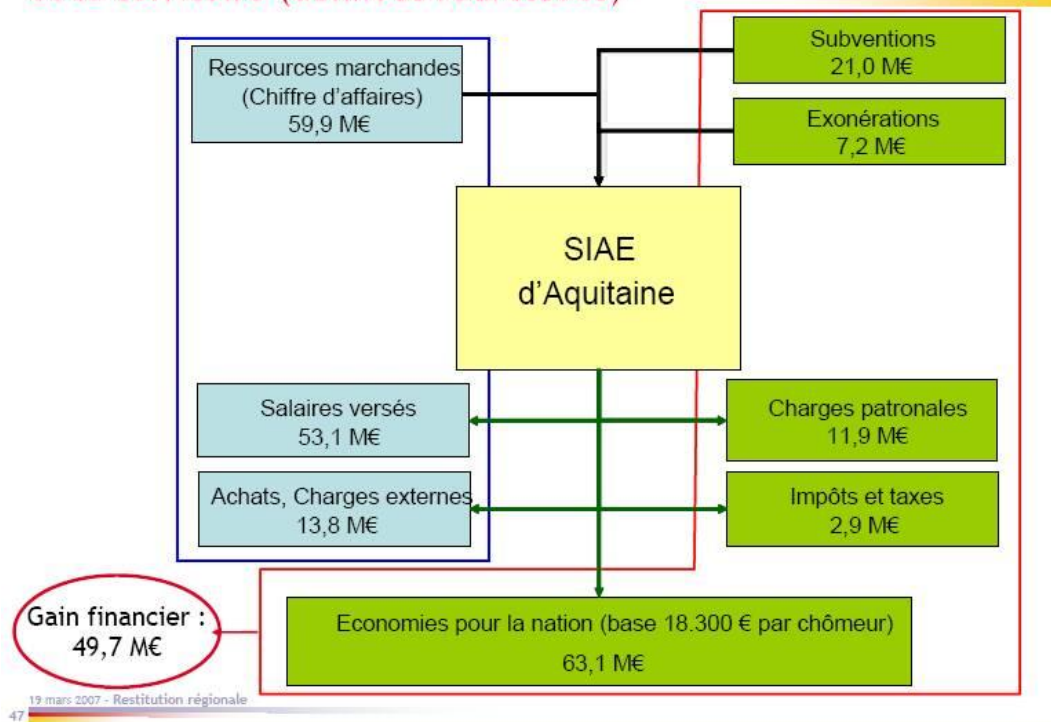 Subventions
21,0 M€
Ressources marchandes
(Chiffre d'affaires)
59,9 M€
Exonérations
7,2 M€
SIAE
d'Aquitaine
Salaires versés
53,1 M€
Charges patronales
11,9 M€
Achats, Charges externes
13,8 M€
Impôts et taxes
2,9 M€
Gain financier :
49,7 M€
Economies pour la nation (base 18.300 € par chômeur)
63,1 M€
19 mars 2007 - Restitution régionale
47